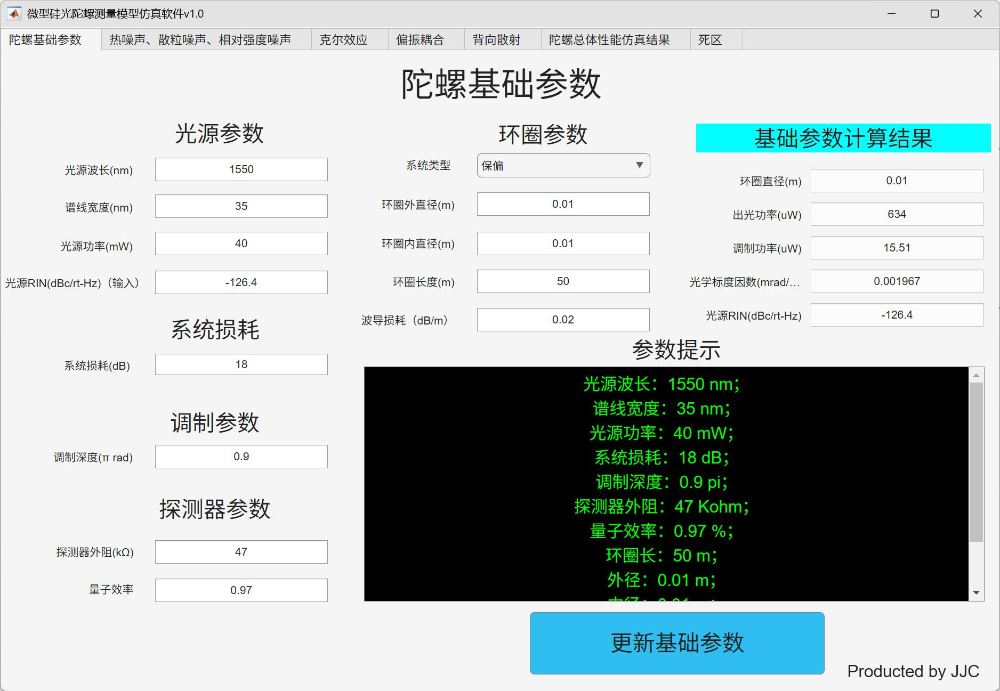 微型硅光陀螺测量模型仿真软件v1.0
陀螺基础参数 热噪声、散粒噪声、相对强度噪声 克尔效应 偏振耦合 背向散射 陀螺总体性能仿真结果 死区
陀螺基础参数
光源参数
光源波长(nm) 1550
谱线宽度(nm) 35
光源功率(mW) 40
光源RIN(dBc/rt-Hz)（输入） -126.4
系统损耗
系统损耗(dB) 18
调制参数
调制深度(π rad) 0.9
探测器参数
探测器外阻(kΩ) 47
量子效率 0.97
环圈参数
系统类型 保偏
环圈外直径(m) 0.01
环圈内直径(m) 0.01
环圈长度(m) 50
波导损耗（dB/m） 0.02
基础参数计算结果
环圈直径(m) 0.01
出光功率(uW) 634
调制功率(uW) 15.51
光学标度因数(mrad/... 0.001967
光源RIN(dBc/rt-Hz) -126.4
参数提示
光源波长：1550 nm；
谱线宽度：35 nm；
光源功率：40 mW；
系统损耗：18 dB；
调制深度：0.9 pi；
探测器外阻：47 Kohm；
量子效率：0.97 %；
环圈长：50 m；
外径：0.01 m；
更新基础参数
Producted by JJC